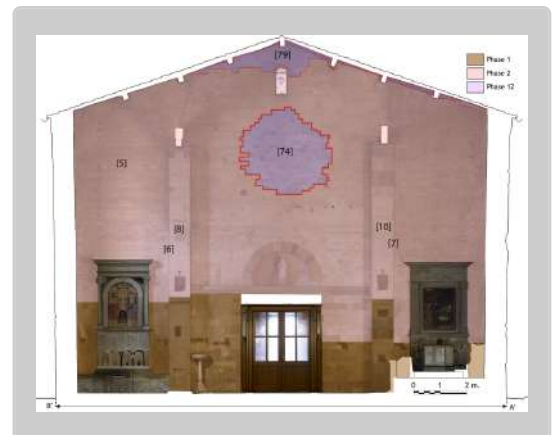 [79]
Phase 1
Phase 2
Phase 12
[74]
[5]
[8]
[10]
[6]
[7]
0 1 2 m.
B' A'